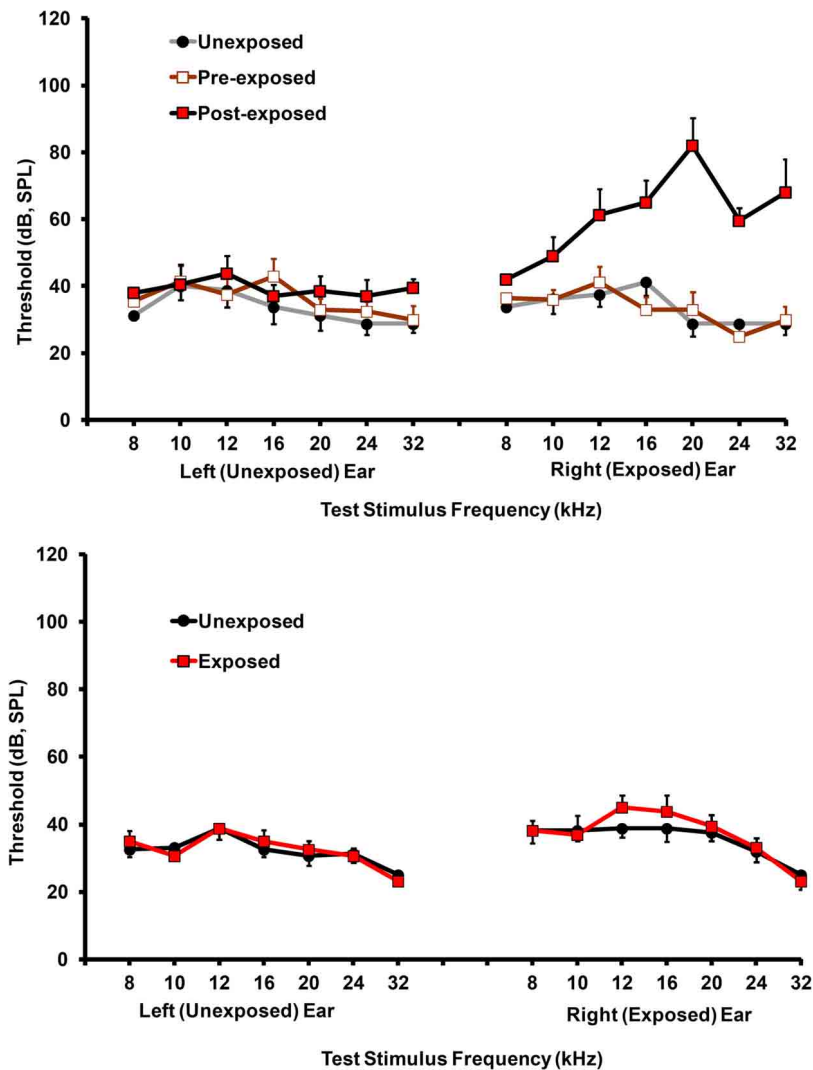 120
100
80
60
40
20
0
Threshold (dB, SPL)
Unexposed
Pre-exposed
Post-exposed
8 10 12 16 20 24 32 8 10 12 16 20 24 32
Left (Unexposed) Ear Right (Exposed) Ear
Test Stimulus Frequency (kHz)
120
100
80
60
40
20
0
Threshold (dB, SPL)
Unexposed
Exposed
8 10 12 16 20 24 32 8 10 12 16 20 24 32
Left (Unexposed) Ear Right (Exposed) Ear
Test Stimulus Frequency (kHz)